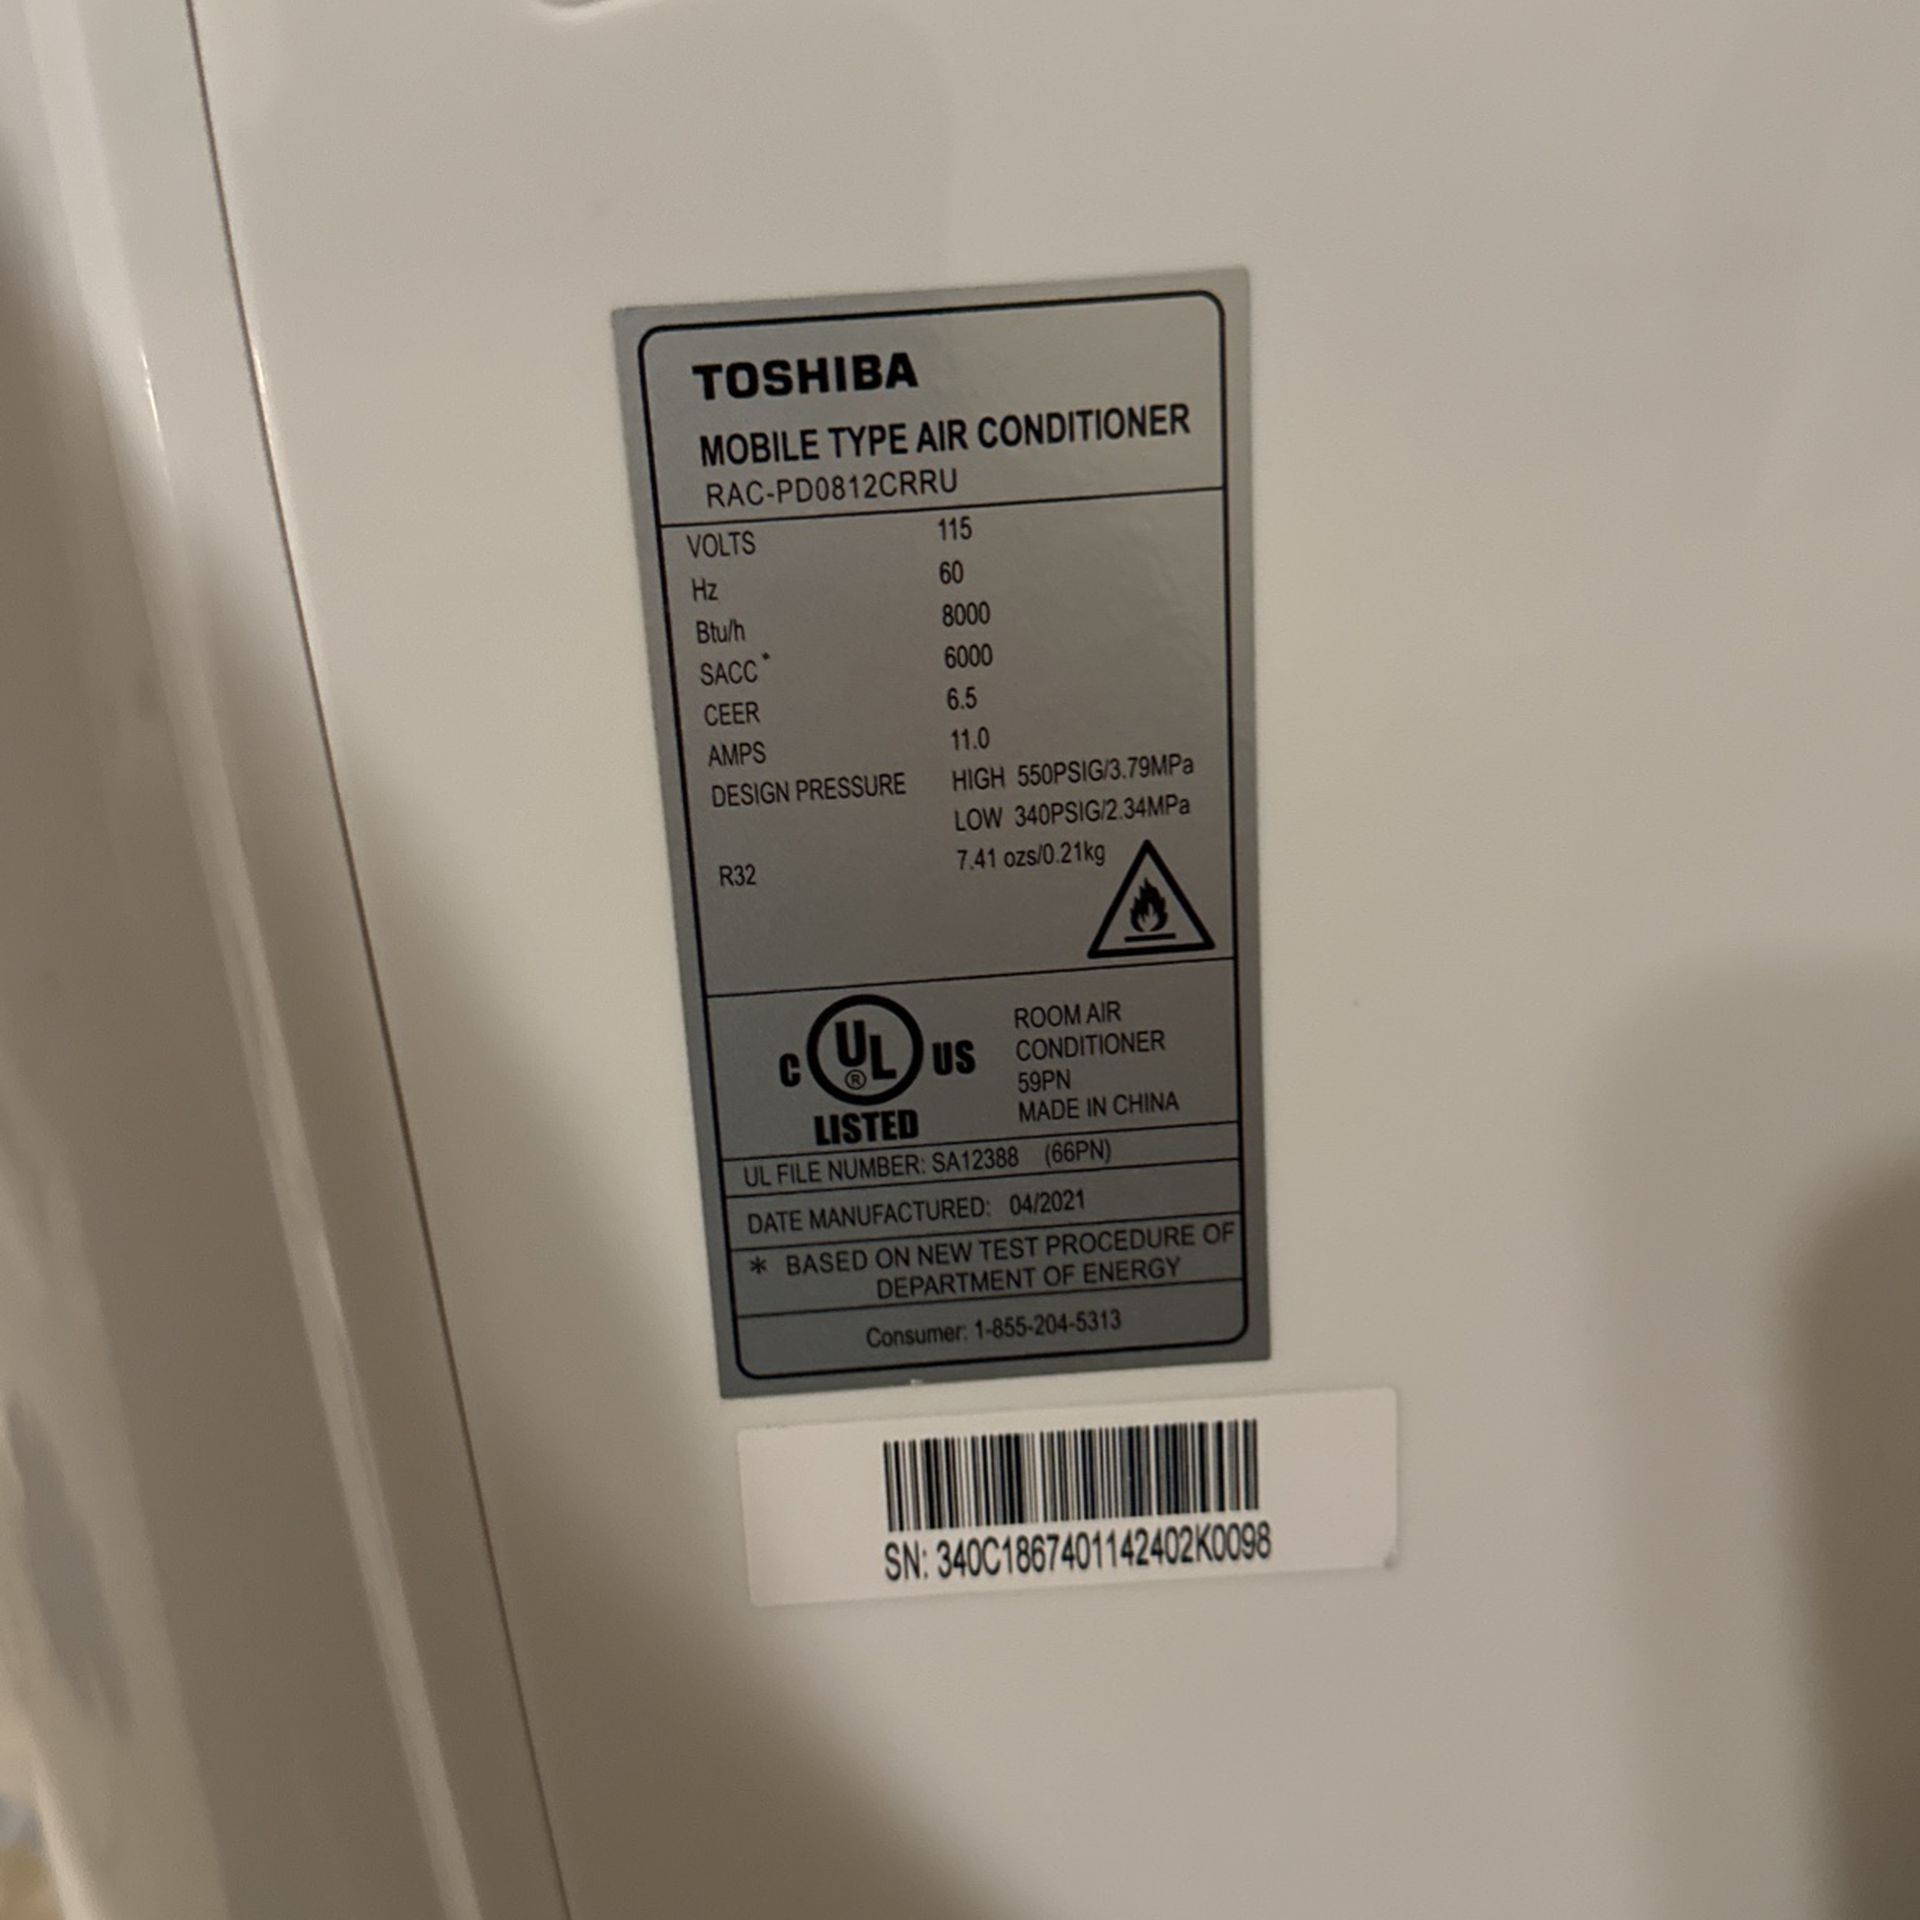 TOSHIBA
MOBILE TYPE AIR CONDITIONER
RAC-PD0812CRRU
VOLTS 115
Hz 60
Btu/h 8000
SACC* 6000
CEER 6.5
AMPS 11.0
DESIGN PRESSURE HIGH 550PSIG/3.79MPa
LOW 340PSIG/2.34MPa
R32 7.41 ozs/0.21kg
C UL ® US
LISTED
ROOM AIR
CONDITIONER
59PN
MADE IN CHINA
UL FILE NUMBER: SA12388 (66PN)
DATE MANUFACTURED: 04/2021
* BASED ON NEW TEST PROCEDURE OF
DEPARTMENT OF ENERGY
Consumer: 1-855-204-5313
SN: 340C1867401142402K0098